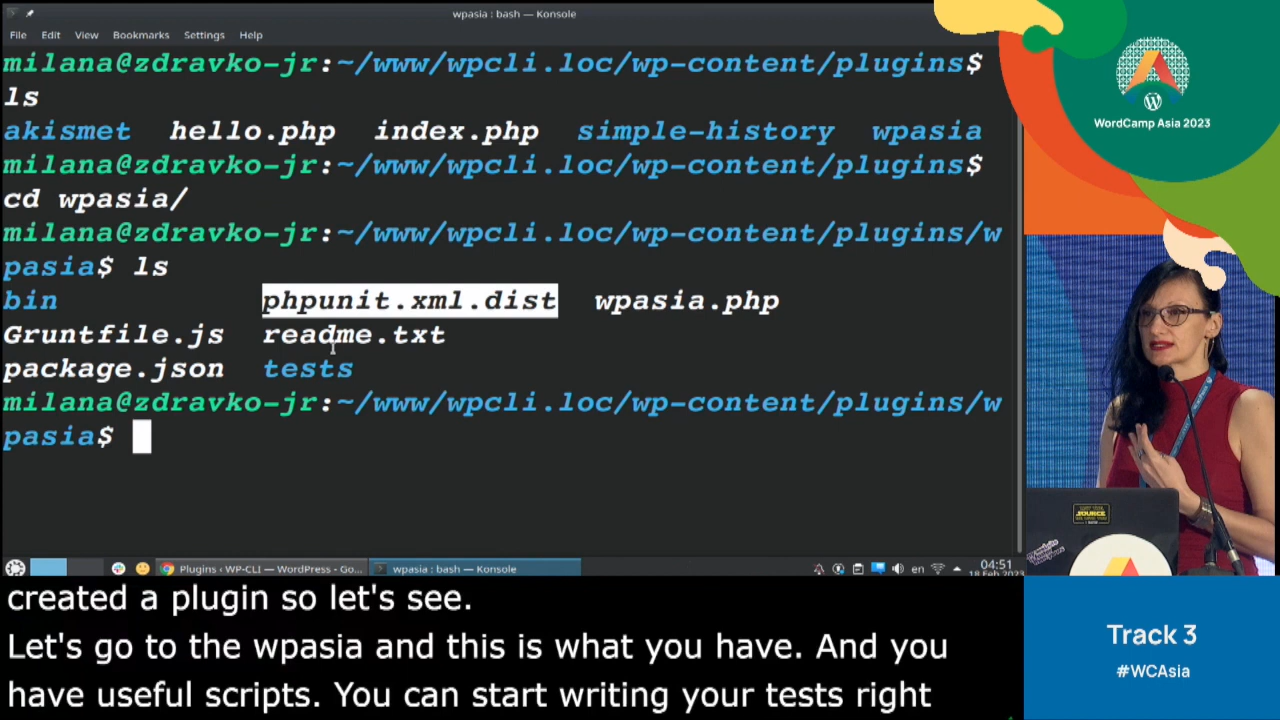 wpasia : bash — Konsole
File Edit View Bookmarks Settings Help
milana@zdravko-jr:~/www/wpcli.loc/wp-content/plugins$
ls
akismet hello.php index.php simple-history wpasia
milana@zdravko-jr:~/www/wpcli.loc/wp-content/plugins$
cd wpasia/
milana@zdravko-jr:~/www/wpcli.loc/wp-content/plugins/w
pasia$ ls
bin phpunit.xml.dist wpasia.php
Gruntfile.js readme.txt
package.json tests
milana@zdravko-jr:~/www/wpcli.loc/wp-content/plugins/w
pasia$
Plugins ‹ WP-CLI — WordPress - Go...
wpasia : bash — Konsole
en
04:51
18 Feb 2023
created a plugin so let's see.
Let's go to the wpasia and this is what you have. And you
have useful scripts. You can start writing your tests right
WordCamp Asia 2023
SOURCE
Track 3
#WCAsia